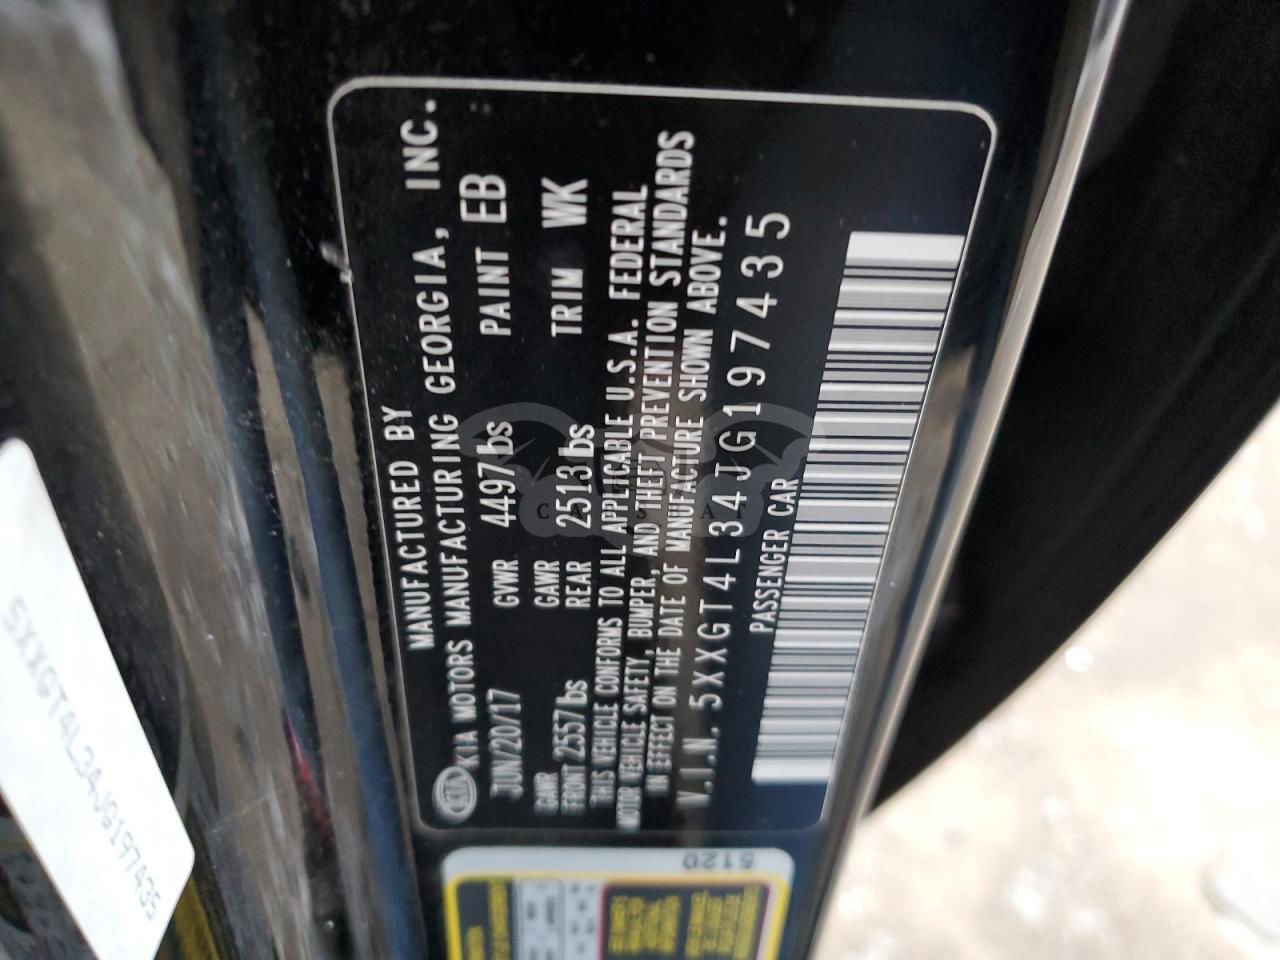 MANUFACTURED BY
KIA KIA MOTORS MANUFACTURING GEORGIA, INC.
JUN/20/17 GVWR 4497lbs PAINT EB
GAWR FRONT 2557lbs GAWR REAR 2513lbs TRIM WK
THIS VEHICLE CONFORMS TO ALL APPLICABLE U.S.A. FEDERAL
MOTOR VEHICLE SAFETY, BUMPER, AND THEFT PREVENTION STANDARDS
IN EFFECT ON THE DATE OF MANUFACTURE SHOWN ABOVE.
V.I.N. 5XXGT4L34JG197435
PASSENGER CAR
5XXGT4L34JG197435
5120